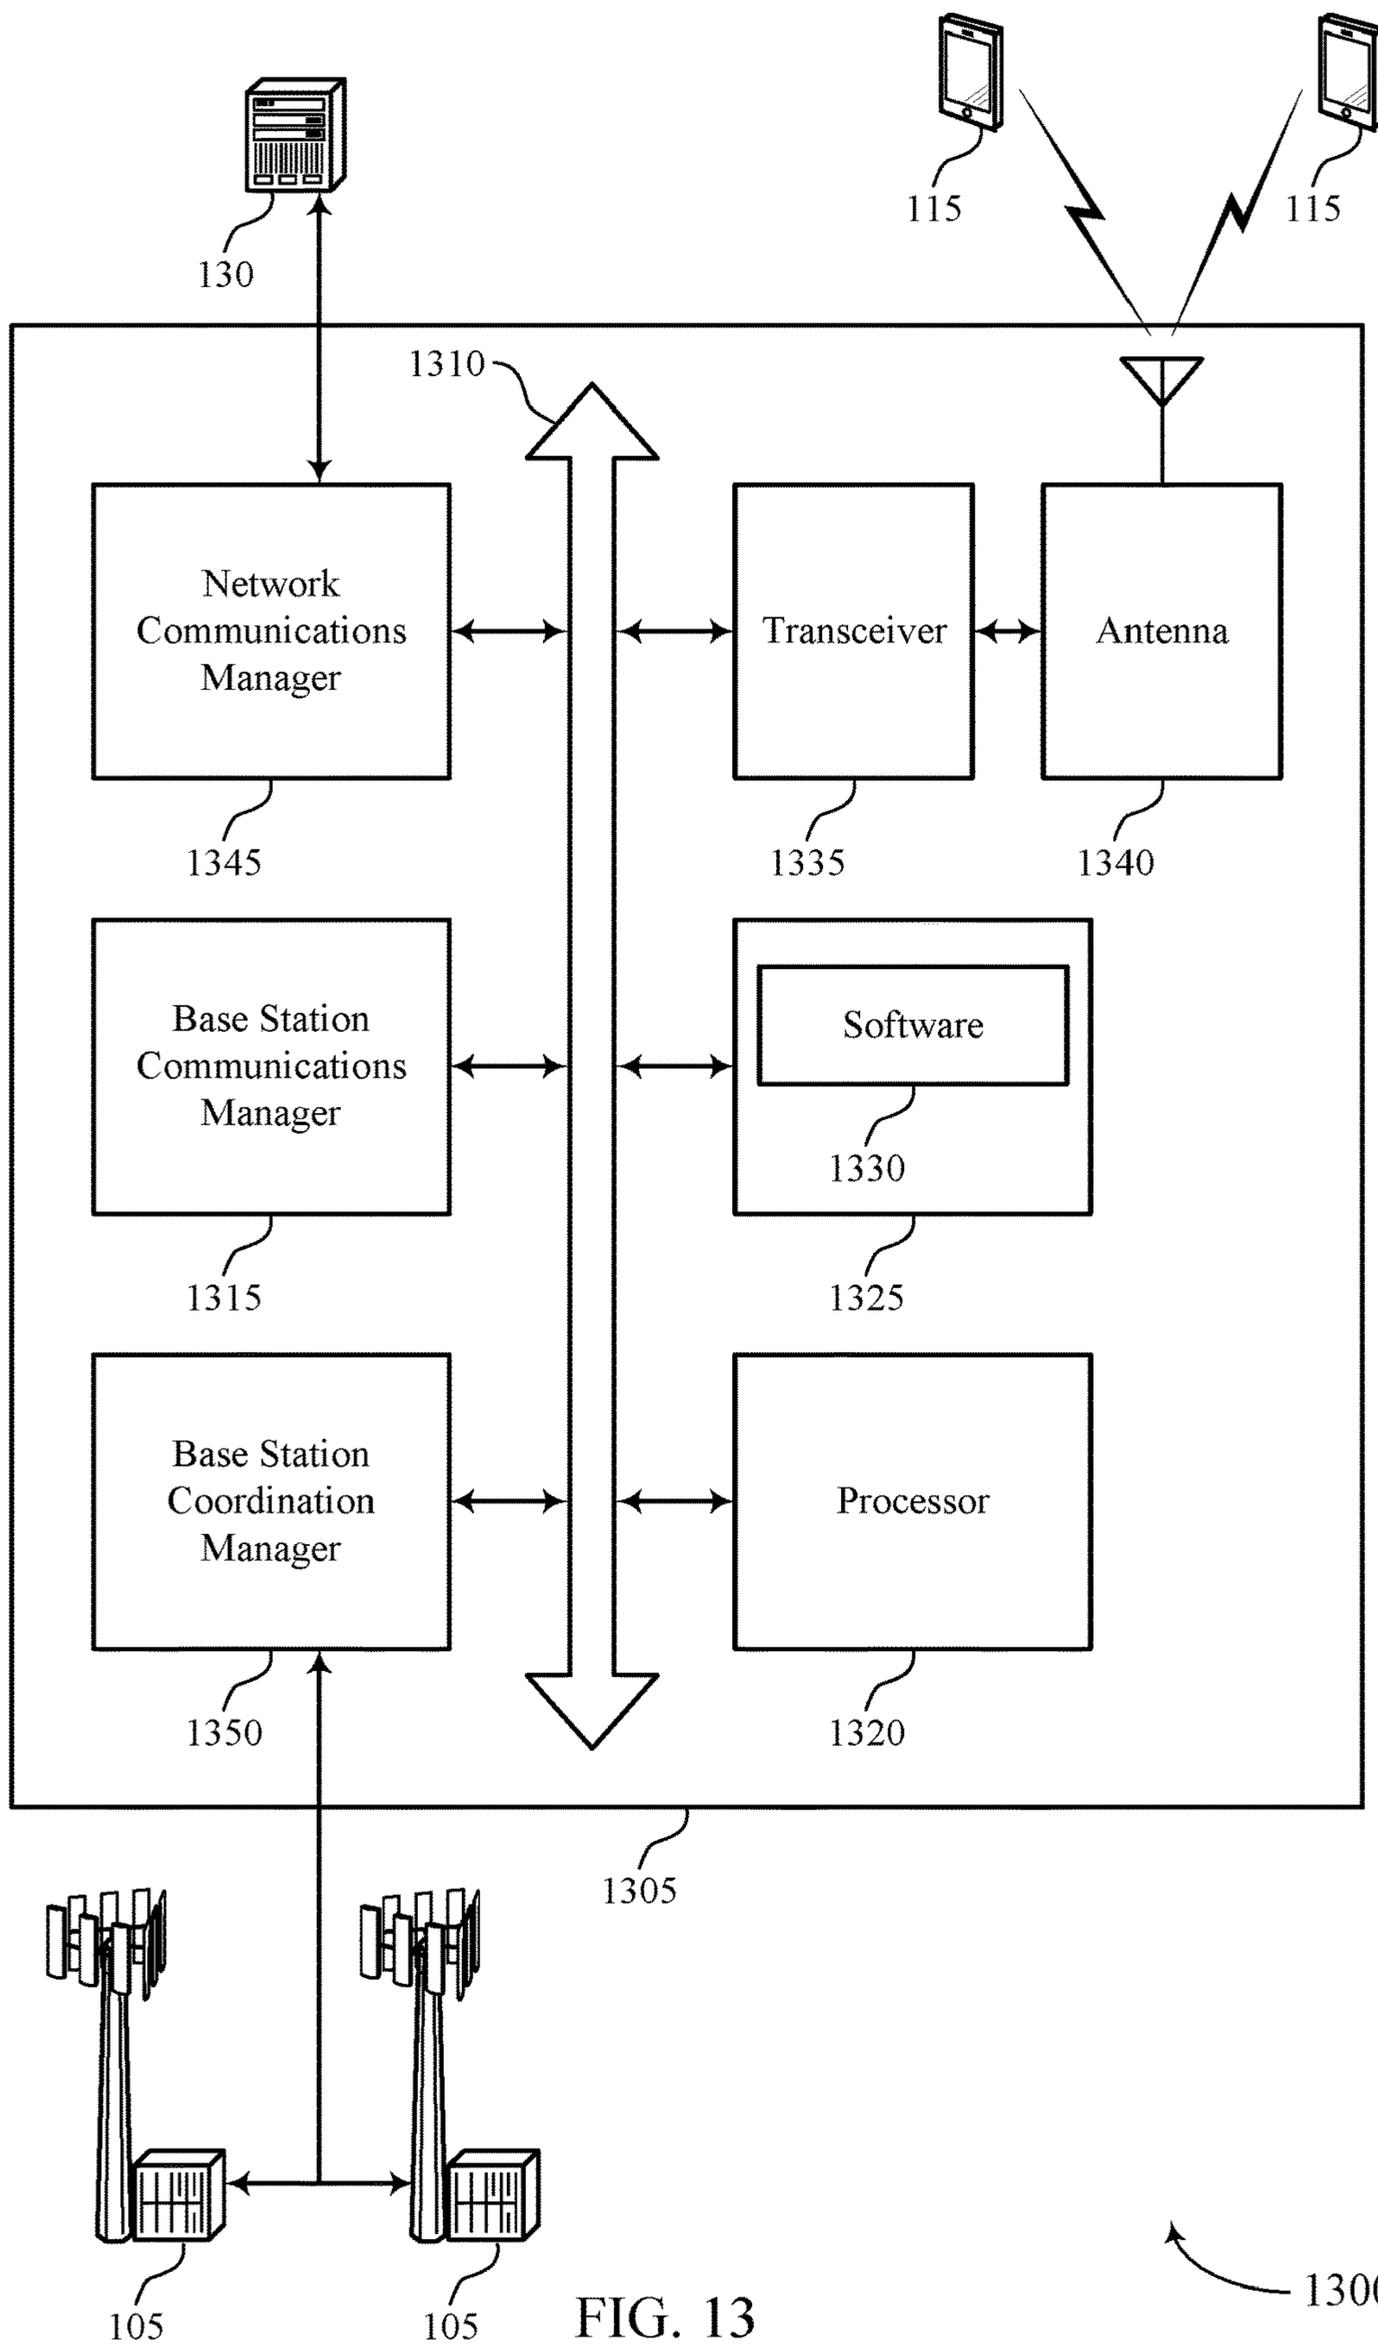 115
115
130
1310
Network
Communications
Manager
Transceiver
Antenna
1345
1335
1340
Base Station
Communications
Manager
Software
1330
1315
1325
Base Station
Coordination
Manager
Processor
1350
1320
1305
105
105
FIG. 13
1300